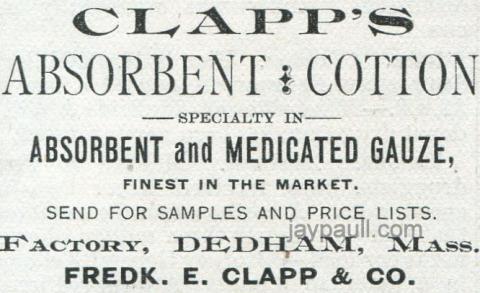 CLAPP'S
ABSORBENT COTTON
SPECIALTY IN
ABSORBENT and MEDICATED GAUZE,
FINEST IN THE MARKET.
SEND FOR SAMPLES AND PRICE LISTS.
jaypaull.com
FACTORY, DEDHAM, MASS.
FREDK. E. CLAPP & CO.